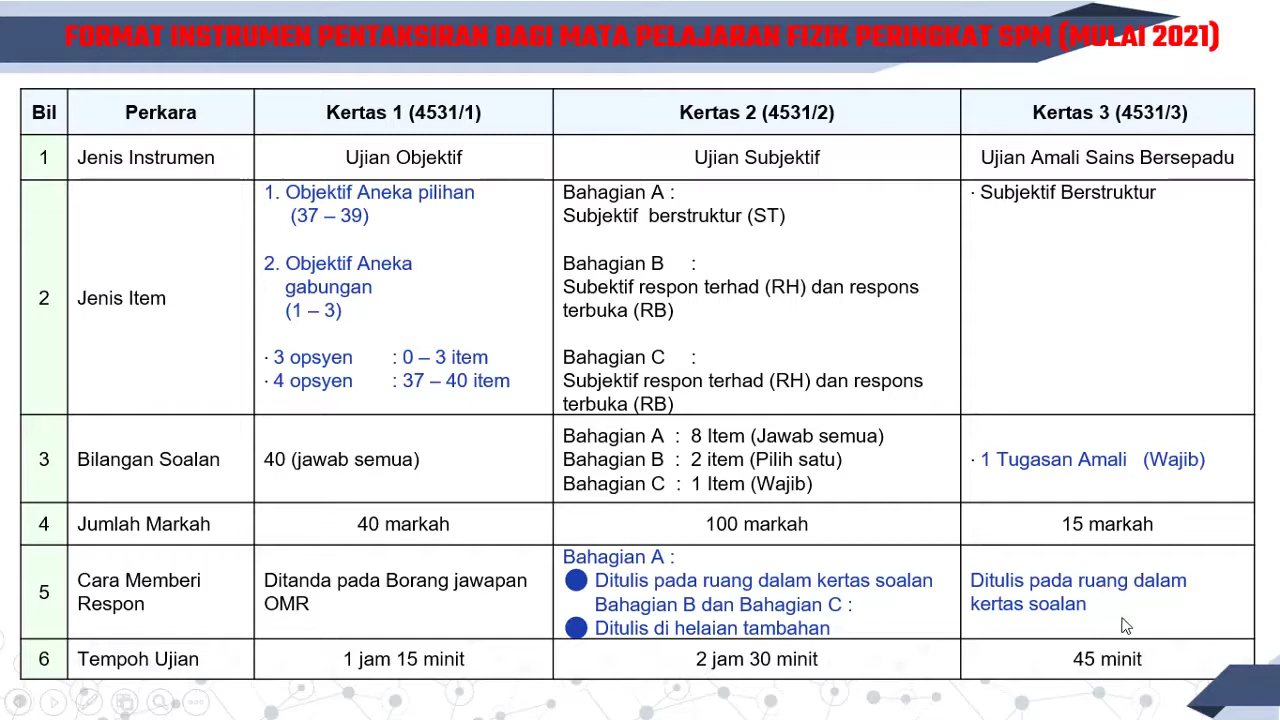 FORMAT INSTRUMEN PENTAKSIRAN BAGI MATA PELAJARAN FIZIK PERINGKAT SPM (MULAI 2021)
Bil
Perkara
Kertas 1 (4531/1)
Kertas 2 (4531/2)
Kertas 3 (4531/3)
1
Jenis Instrumen
Ujian Objektif
Ujian Subjektif
Ujian Amali Sains Bersepadu
2
Jenis Item
1. Objektif Aneka pilihan
(37 – 39)
2. Objektif Aneka
gabungan
(1 – 3)
· 3 opsyen : 0 – 3 item
· 4 opsyen : 37 – 40 item
Bahagian A :
Subjektif berstruktur (ST)
Bahagian B :
Subektif respon terhad (RH) dan respons
terbuka (RB)
Bahagian C :
Subjektif respon terhad (RH) dan respons
terbuka (RB)
· Subjektif Berstruktur
3
Bilangan Soalan
40 (jawab semua)
Bahagian A : 8 Item (Jawab semua)
Bahagian B : 2 item (Pilih satu)
Bahagian C : 1 Item (Wajib)
· 1 Tugasan Amali (Wajib)
4
Jumlah Markah
40 markah
100 markah
15 markah
5
Cara Memberi
Respon
Ditanda pada Borang jawapan
OMR
Bahagian A :
● Ditulis pada ruang dalam kertas soalan
Bahagian B dan Bahagian C :
● Ditulis di helaian tambahan
Ditulis pada ruang dalam
kertas soalan
6
Tempoh Ujian
1 jam 15 minit
2 jam 30 minit
45 minit